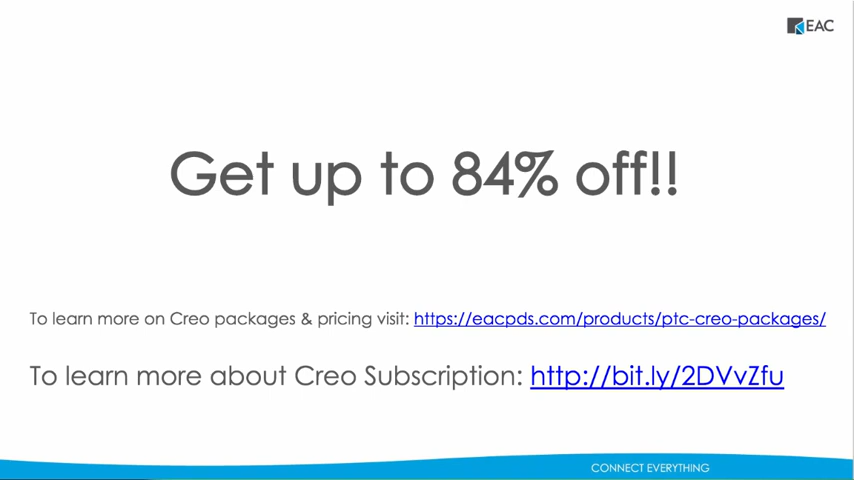 EAC
Get up to 84% off!!
To learn more on Creo packages & pricing visit: https://eacpds.com/products/ptc-creo-packages/
To learn more about Creo Subscription: http://bit.ly/2DVvZfu
CONNECT EVERYTHING